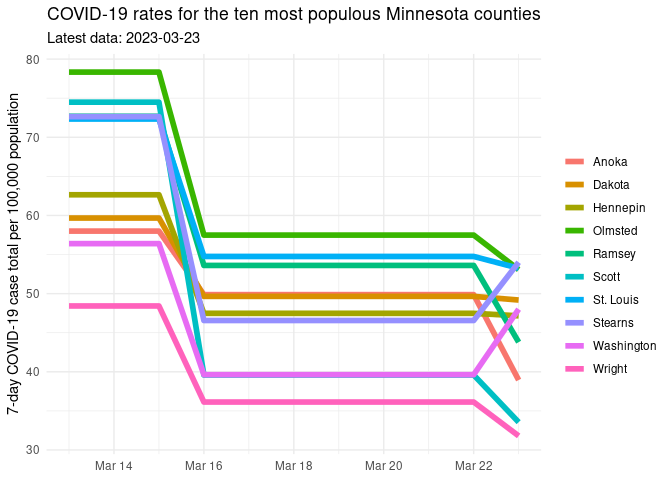 COVID-19 rates for the ten most populous Minnesota counties
Latest data: 2023-03-23
7-day COVID-19 case total per 100,000 population
80
70
60
50
40
30
Mar 14 Mar 16 Mar 18 Mar 20 Mar 22
Anoka
Dakota
Hennepin
Olmsted
Ramsey
Scott
St. Louis
Stearns
Washington
Wright